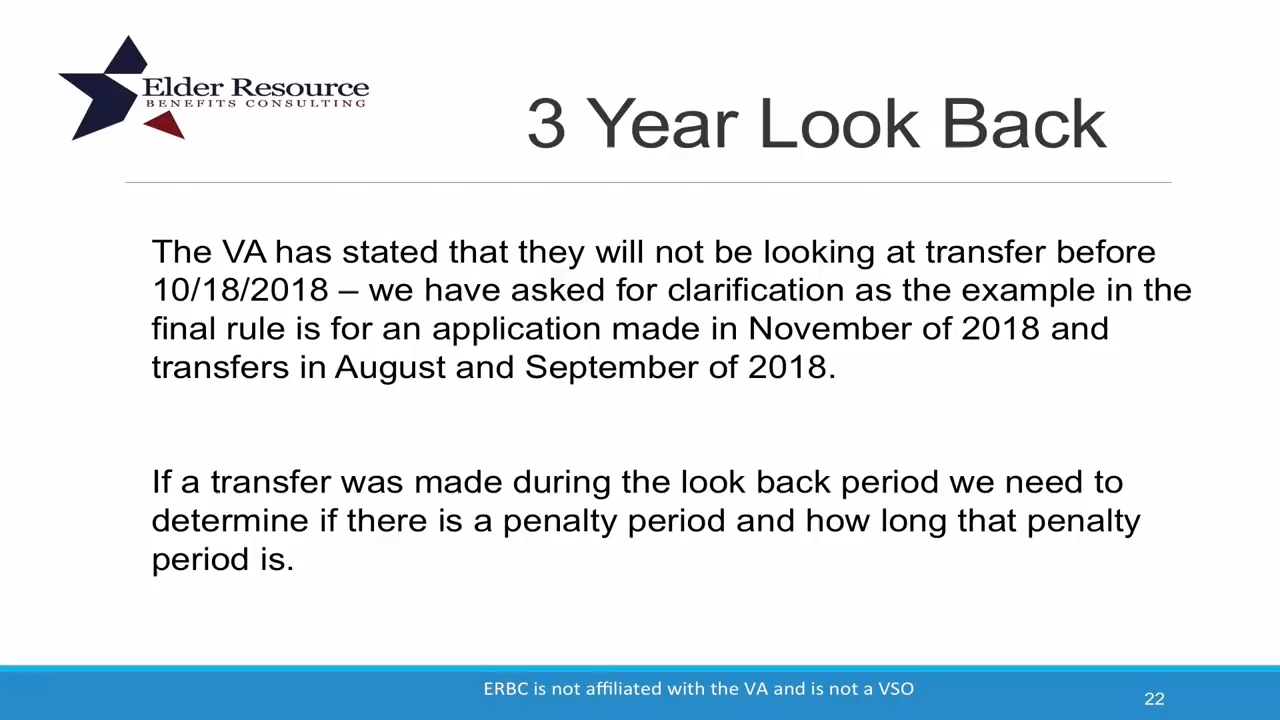 Elder Resource
BENEFITS CONSULTING
3 Year Look Back
The VA has stated that they will not be looking at transfer before
10/18/2018 – we have asked for clarification as the example in the
final rule is for an application made in November of 2018 and
transfers in August and September of 2018.
If a transfer was made during the look back period we need to
determine if there is a penalty period and how long that penalty
period is.
ERBC is not affiliated with the VA and is not a VSO
22